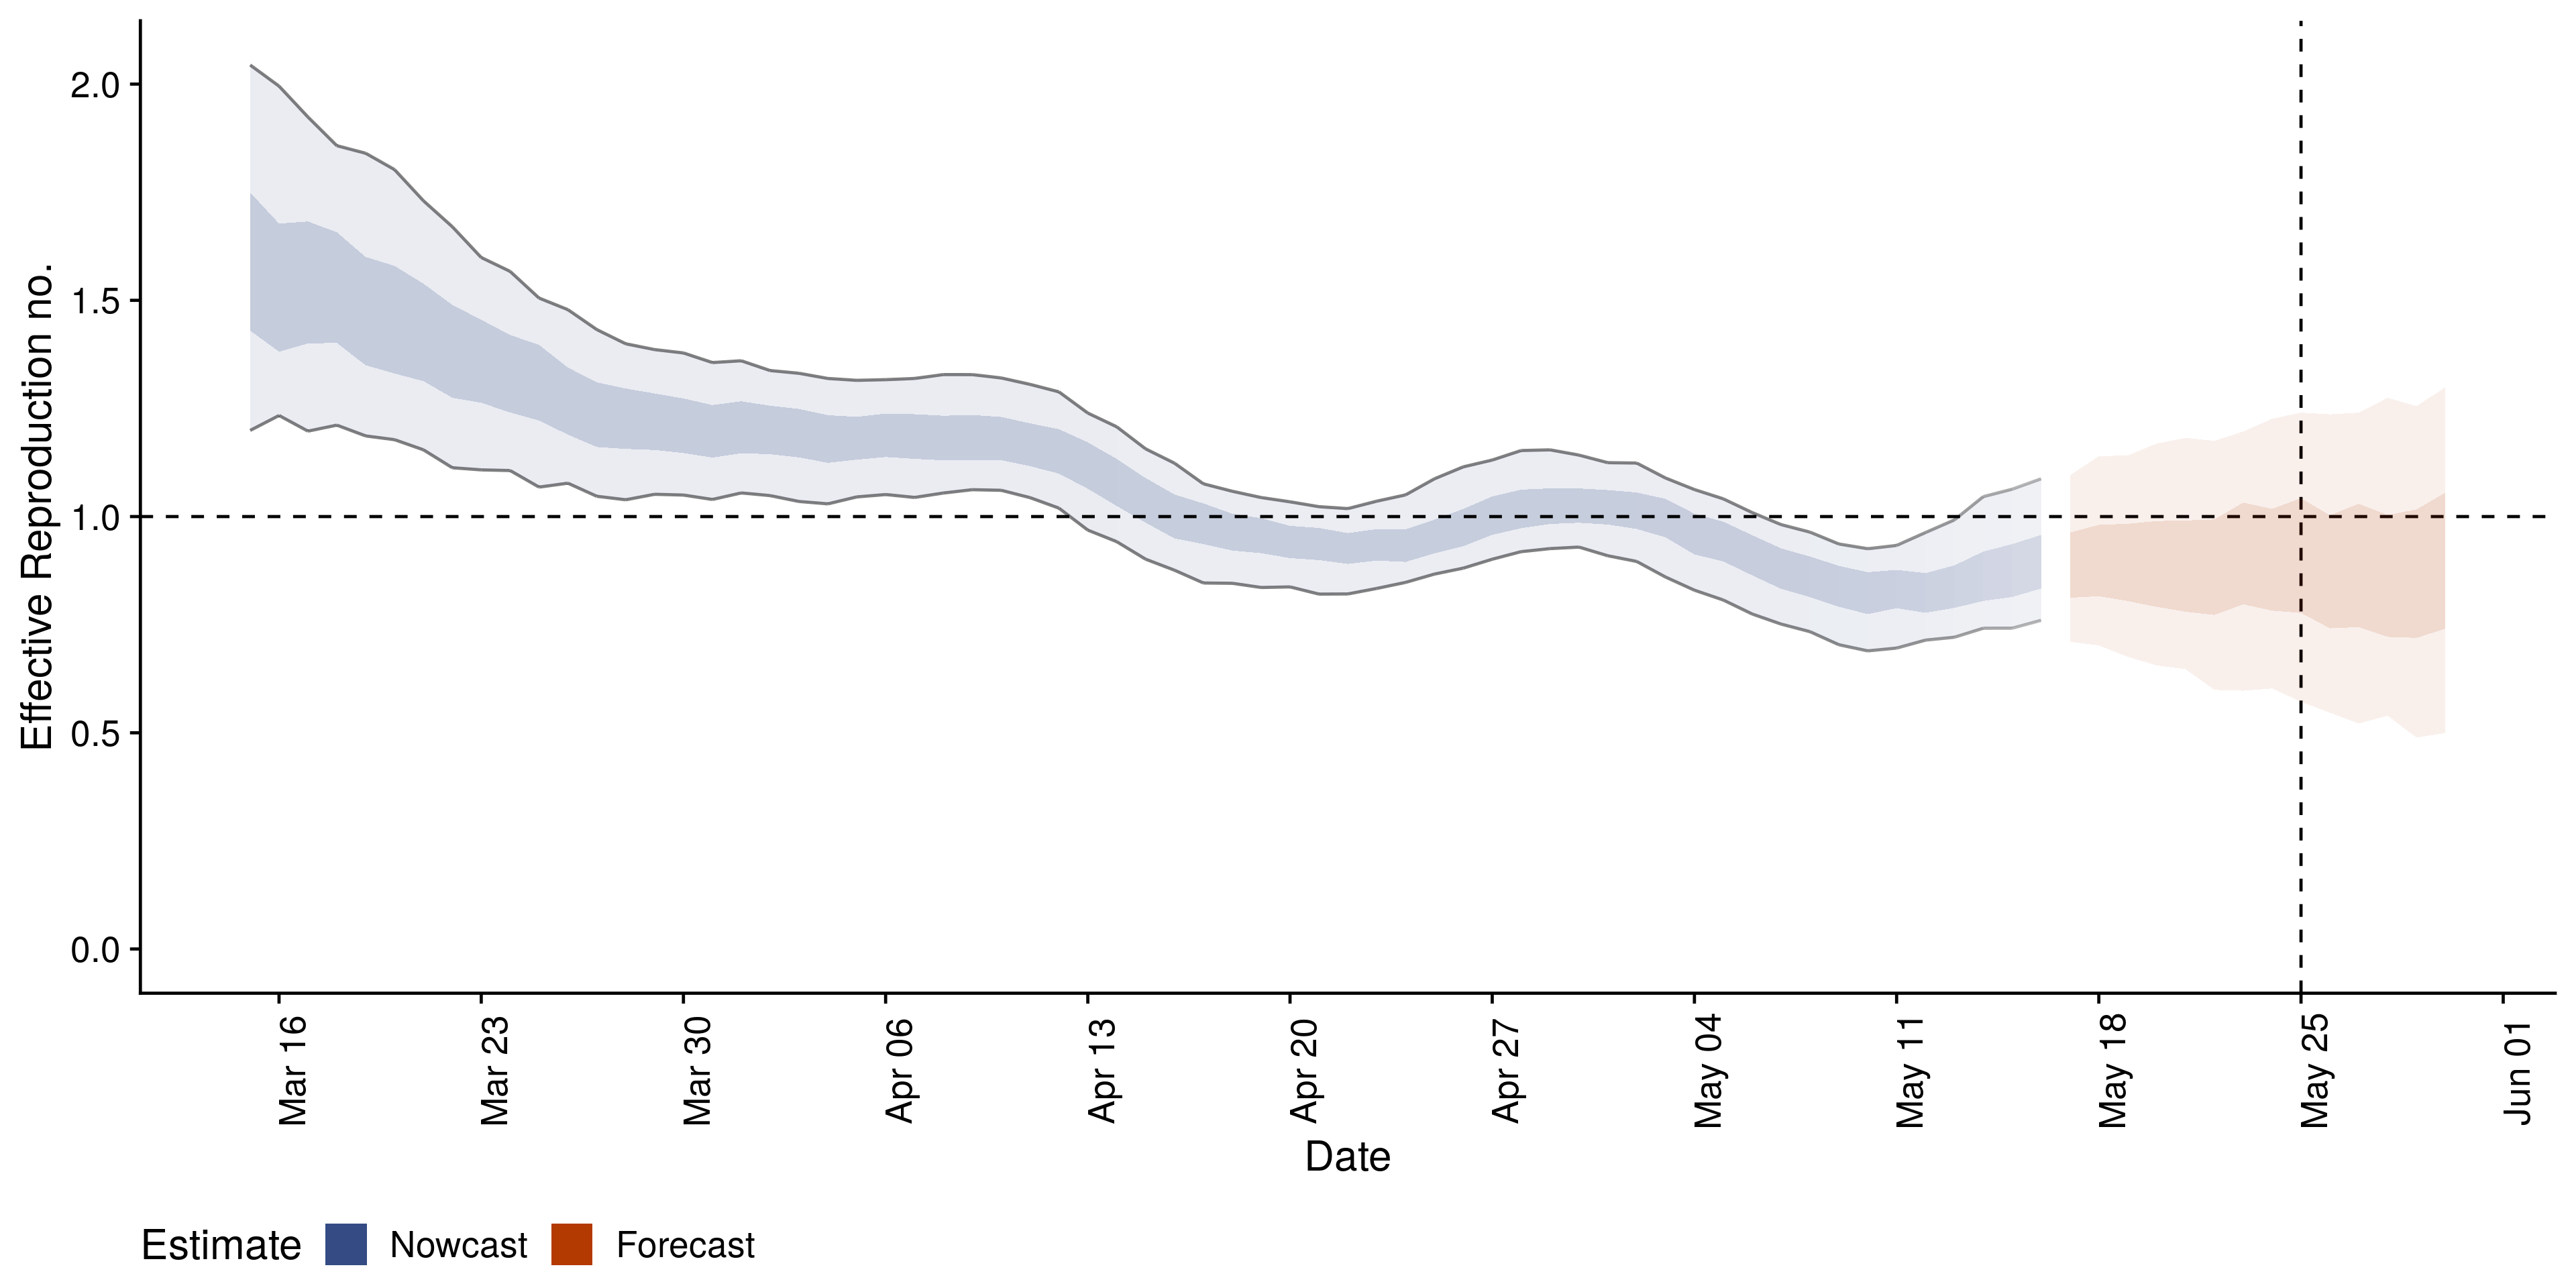 Effective Reproduction no.
2.0
1.5
1.0
0.5
0.0
Mar 16
Mar 23
Mar 30
Apr 06
Apr 13
Apr 20
Apr 27
May 04
May 11
May 18
May 25
Jun 01
Date
Estimate Nowcast Forecast